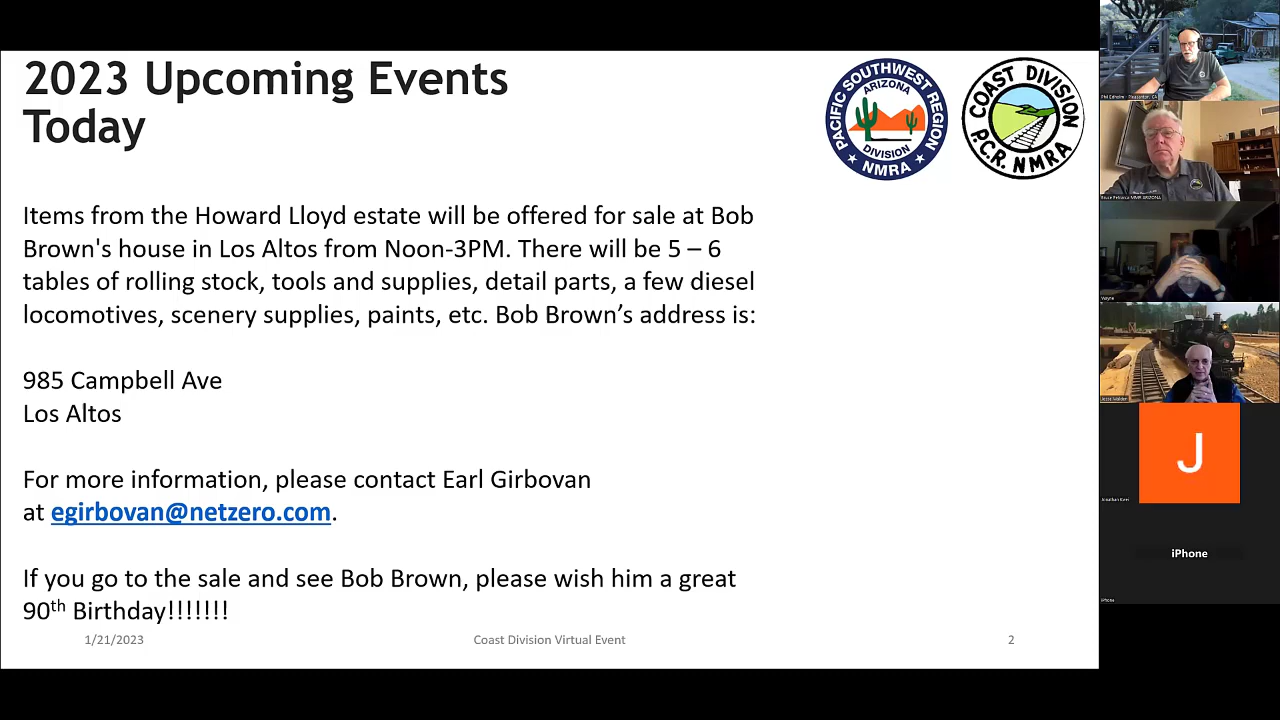 2023 Upcoming Events
Today
PACIFIC SOUTHWEST REGION
ARIZONA
DIVISION
NMRA
COAST DIVISION
P.C.R. NMRA
Items from the Howard Lloyd estate will be offered for sale at Bob
Brown's house in Los Altos from Noon-3PM. There will be 5 – 6
tables of rolling stock, tools and supplies, detail parts, a few diesel
locomotives, scenery supplies, paints, etc. Bob Brown’s address is:
985 Campbell Ave
Los Altos
For more information, please contact Earl Girbovan
at egirbovan@netzero.com.
If you go to the sale and see Bob Brown, please wish him a great
90th Birthday!!!!!!!
1/21/2023
Coast Division Virtual Event
2
Wayne
J
iPhone
iPhone